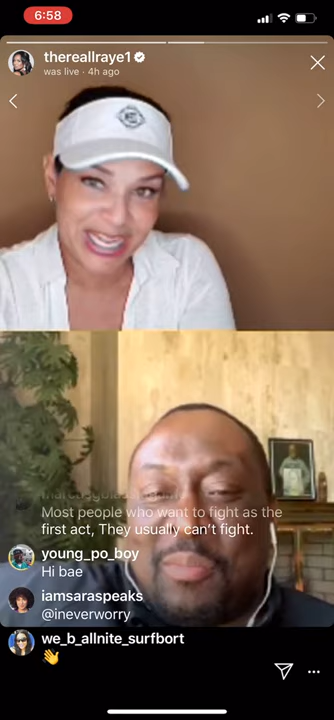 6:58
thereallraye1
was live · 4h ago
Most people who want to fight as the
first act, They usually can't fight.
young_po_boy
Hi bae
iamsaraspeaks
@ineverworry
we_b_allnite_surfbort
👋